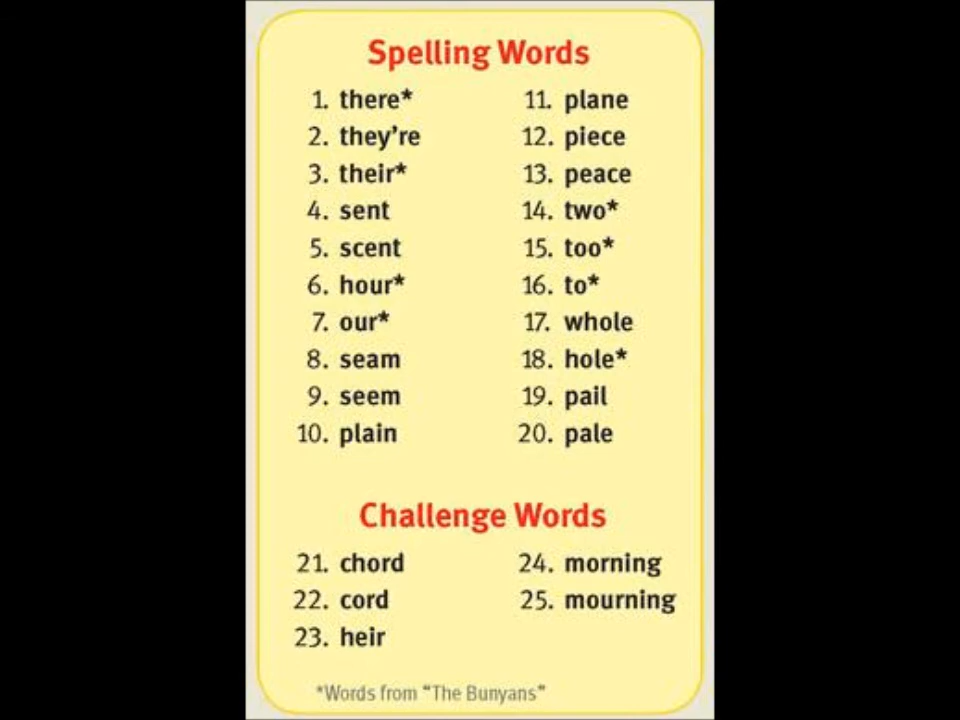 Spelling Words
1. there*
2. they’re
3. their*
4. sent
5. scent
6. hour*
7. our*
8. seam
9. seem
10. plain
11. plane
12. piece
13. peace
14. two*
15. too*
16. to*
17. whole
18. hole*
19. pail
20. pale
Challenge Words
21. chord
22. cord
23. heir
24. morning
25. mourning
*Words from “The Bunyans”